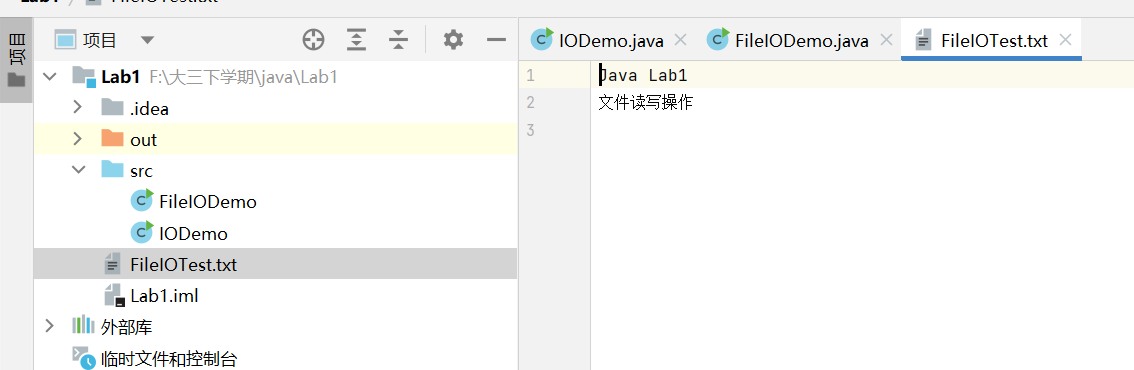 Lab1 / FileIOTest.txt
项目
项目
IODemo.java
FileIODemo.java
FileIOTest.txt
Lab1 F:\大三下学期\java\Lab1
.idea
out
src
FileIODemo
IODemo
FileIOTest.txt
Lab1.iml
外部库
临时文件和控制台
1 Java Lab1
2 文件读写操作
3